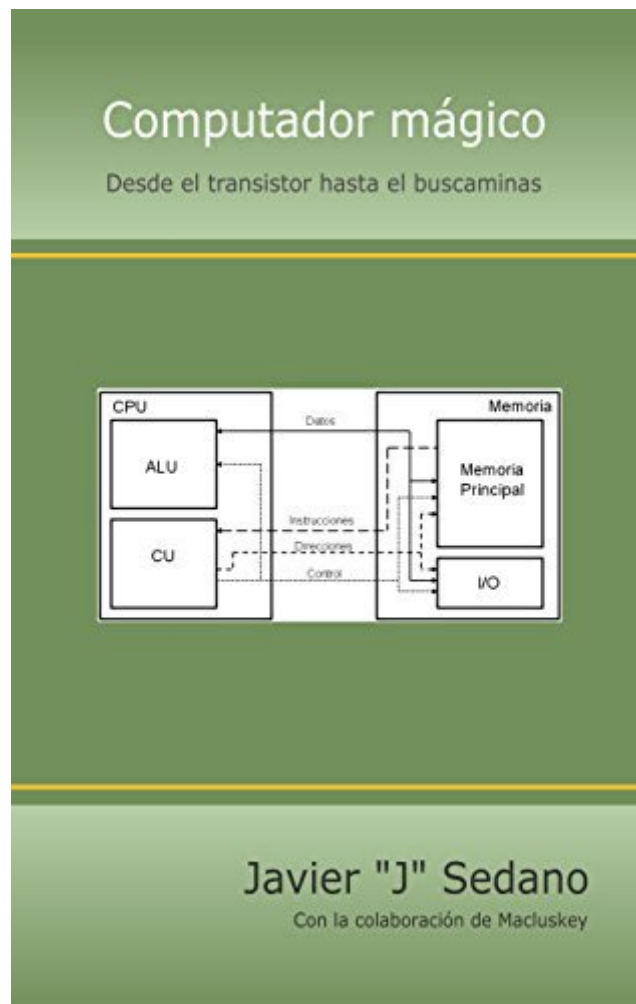 Computador mágico
Desde el transistor hasta el buscaminas
CPU
Memoria
Datos
ALU
Memoria
Principal
Instrucciones
Direcciones
CU
Control
I/O
Javier "J" Sedano
Con la colaboración de Macluskey